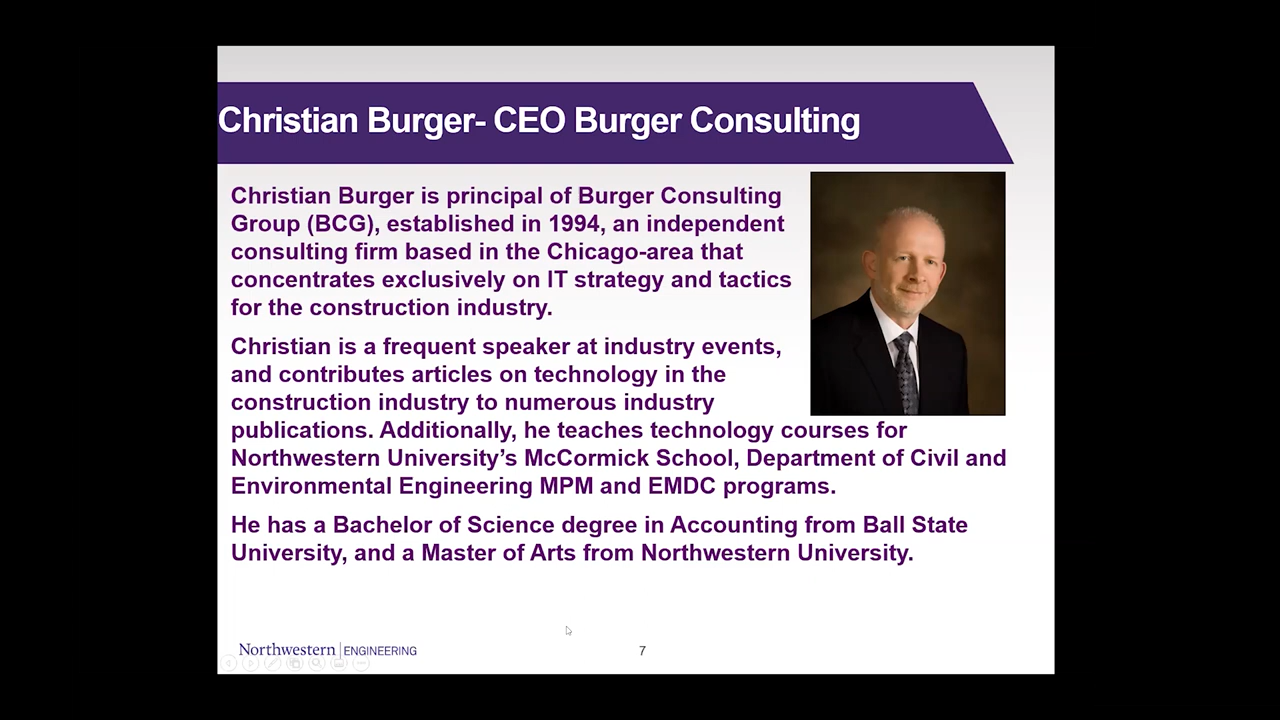 Christian Burger- CEO Burger Consulting
Christian Burger is principal of Burger Consulting
Group (BCG), established in 1994, an independent
consulting firm based in the Chicago-area that
concentrates exclusively on IT strategy and tactics
for the construction industry.
Christian is a frequent speaker at industry events,
and contributes articles on technology in the
construction industry to numerous industry
publications. Additionally, he teaches technology courses for
Northwestern University’s McCormick School, Department of Civil and
Environmental Engineering MPM and EMDC programs.
He has a Bachelor of Science degree in Accounting from Ball State
University, and a Master of Arts from Northwestern University.
Northwestern | ENGINEERING
7